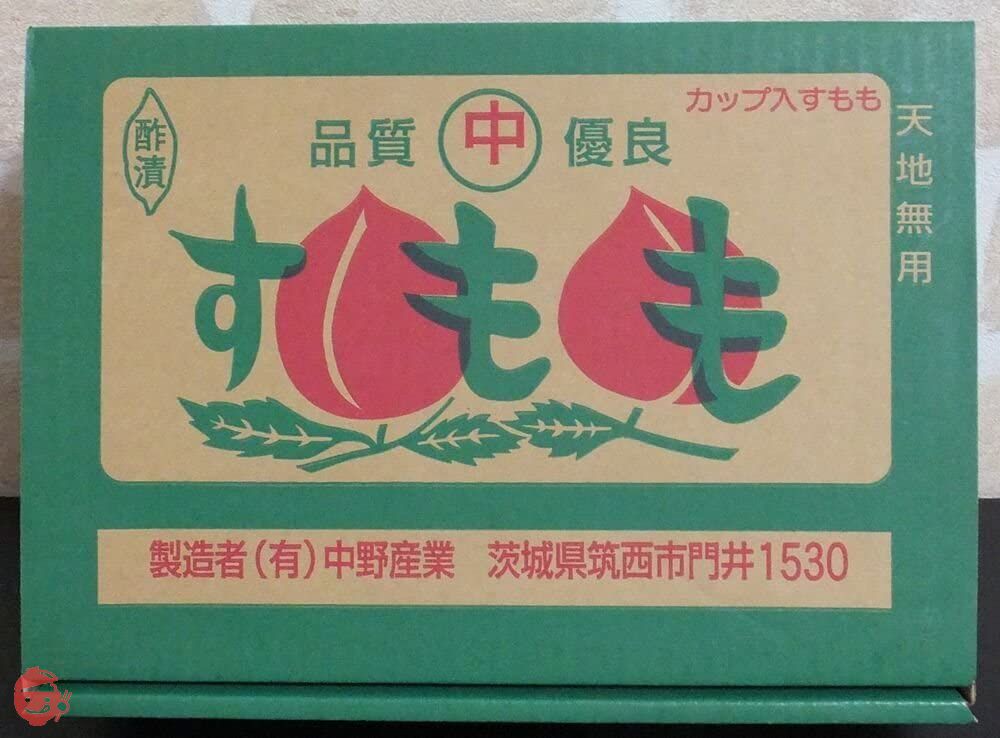 酢漬
品質 中 優良
カップ入すもも
天地無用
すもも
製造者(有)中野産業 茨城県筑西市門井1530